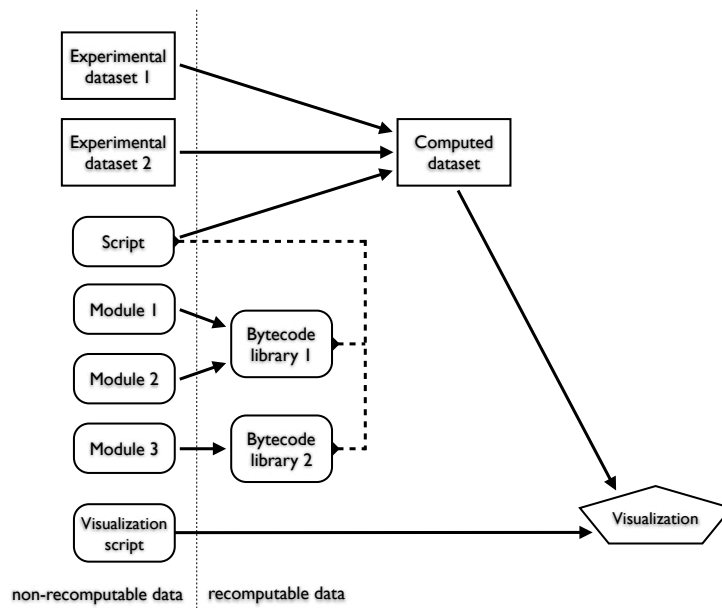 Experimental
dataset 1
Experimental
dataset 2
Computed
dataset
Script
Module 1
Bytecode
library 1
Module 2
Module 3
Bytecode
library 2
Visualization
script
Visualization
non-recomputable data
recomputable data